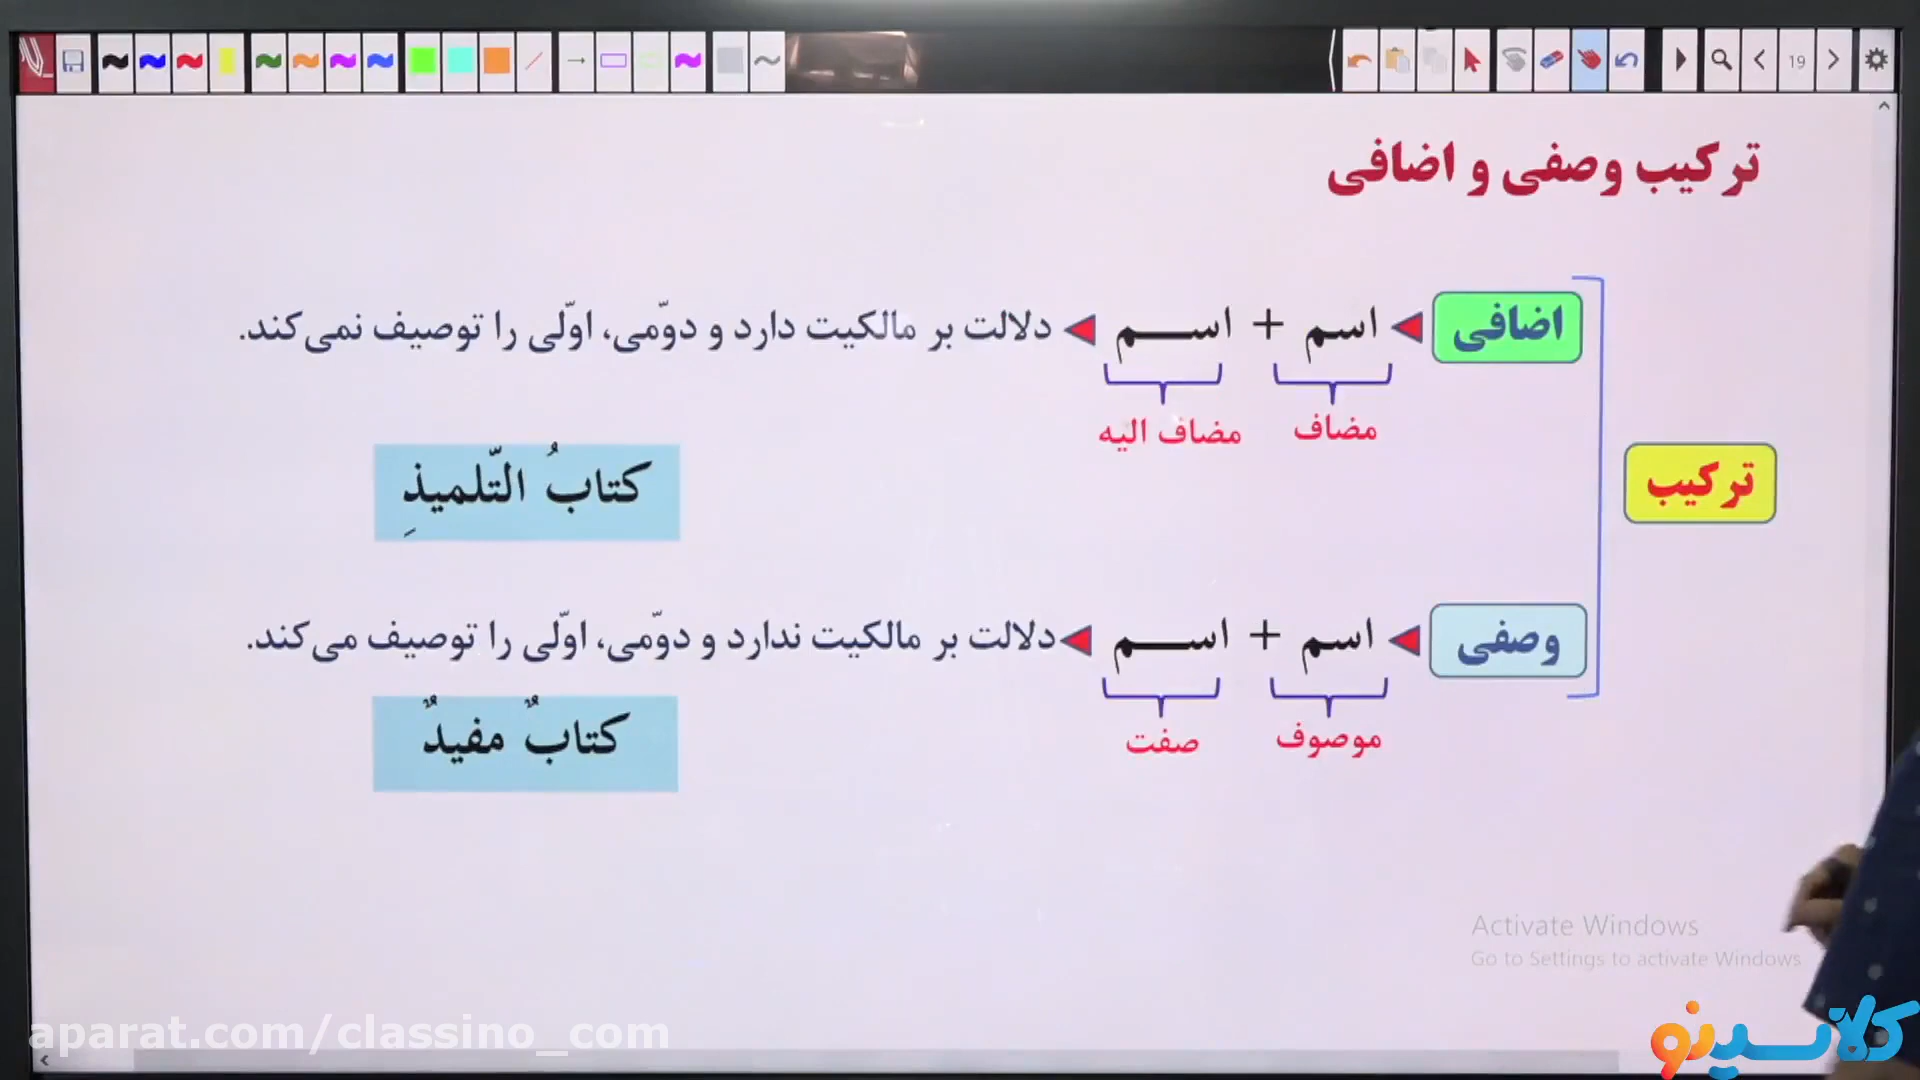 19
ترکیب وصفی و اضافی
اضافی
اسم + اســـم
دلالت بر مالکیت دارد و دوّمی، اوّلی را توصیف نمی‌کند.
مضاف
مضاف الیه
کتابُ التّلمیذِ
ترکیب
وصفی
اسم + اســـم
دلالت بر مالکیت ندارد و دوّمی، اوّلی را توصیف می‌کند.
موصوف
صفت
کتابٌ مفیدٌ
Activate Windows
Go to Settings to activate Windows
aparat.com/classino_com
کلاسینو